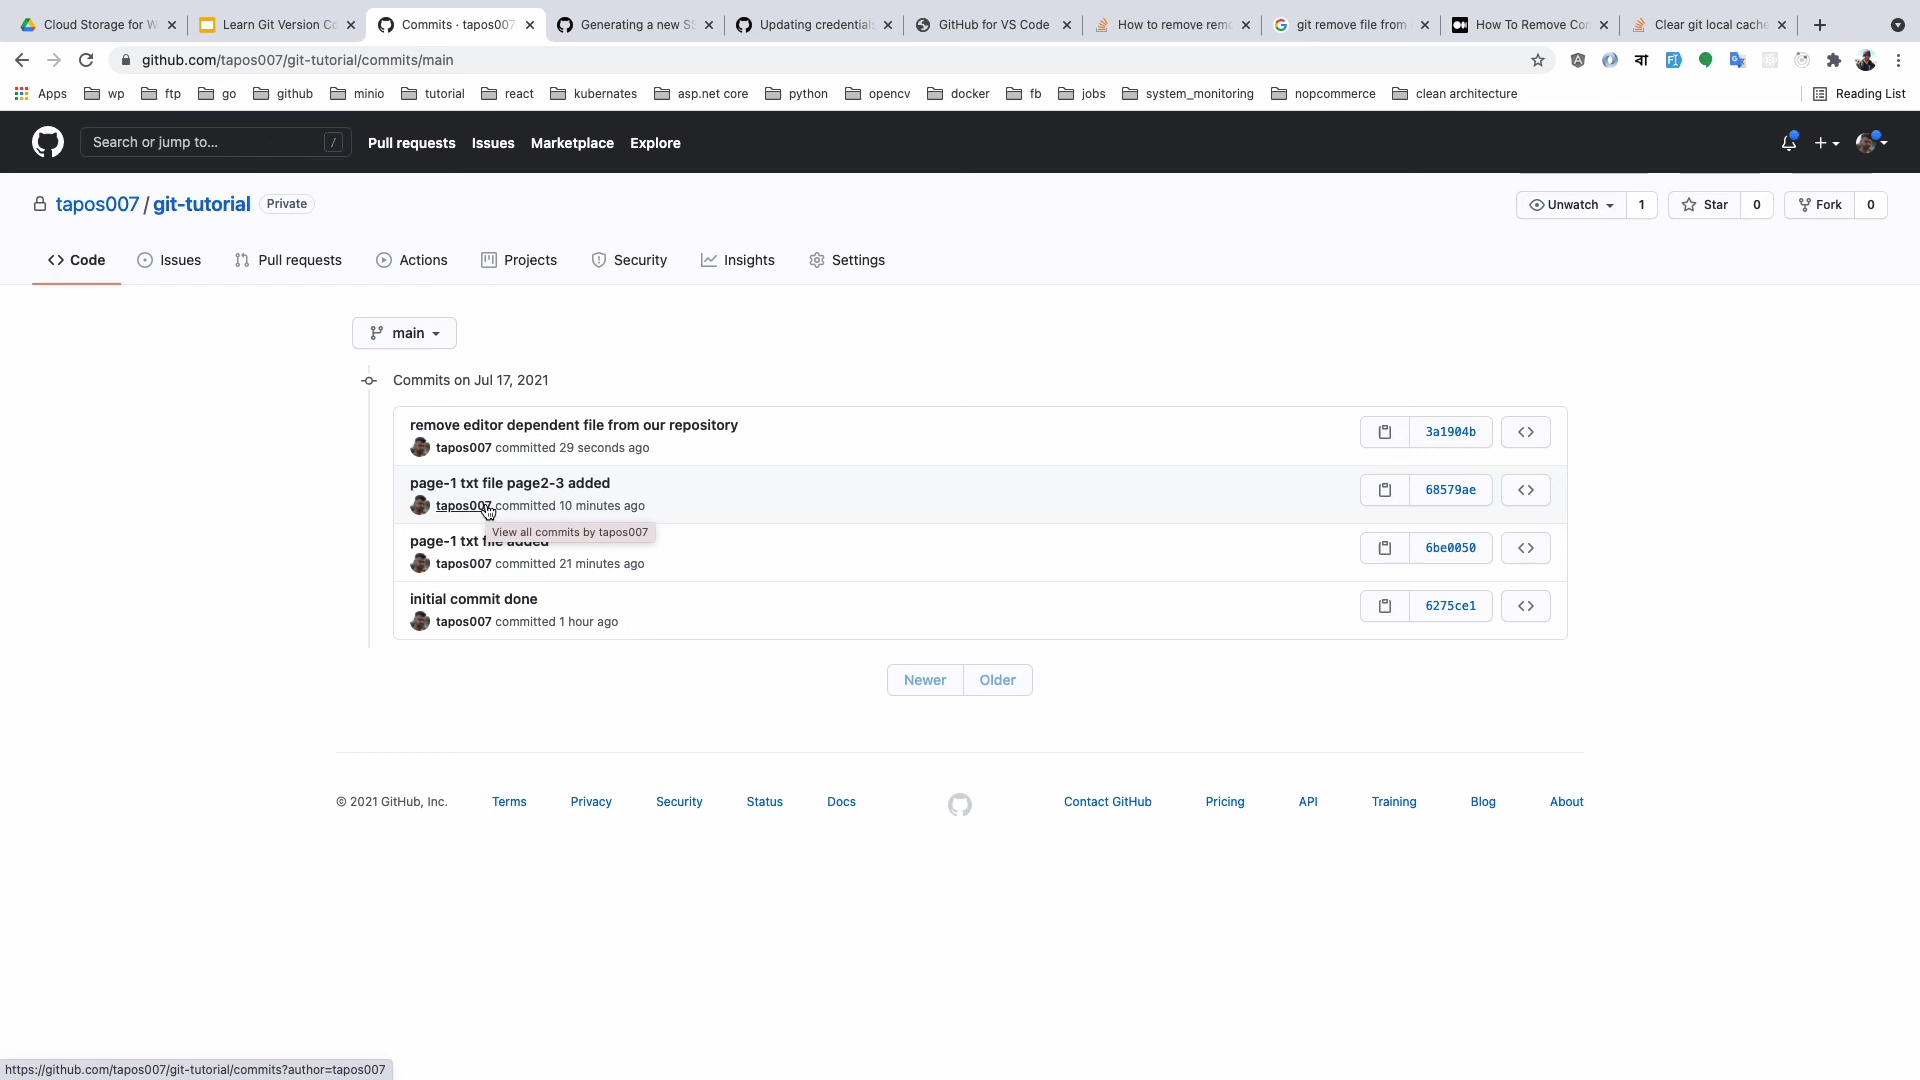 Cloud Storage for W
Learn Git Version Co
Commits · tapos007
Generating a new SS
Updating credentials
GitHub for VS Code
How to remove remo
git remove file from
How To Remove Con
Clear git local cache
github.com/tapos007/git-tutorial/commits/main
Apps wp ftp go github minio tutorial react kubernetes asp.net core python opencv docker fb jobs system_monitoring nopcommerce clean architecture Reading List
Search or jump to... / Pull requests Issues Marketplace Explore
tapos007 / git-tutorial Private
Unwatch 1 Star 0 Fork 0
Code Issues Pull requests Actions Projects Security Insights Settings
main
Commits on Jul 17, 2021
remove editor dependent file from our repository
tapos007 committed 29 seconds ago
3a1904b
page-1 txt file page2-3 added
tapos007 committed 10 minutes ago
68579ae
View all commits by tapos007
page-1 txt file added
tapos007 committed 21 minutes ago
6be0050
initial commit done
tapos007 committed 1 hour ago
6275ce1
Newer Older
© 2021 GitHub, Inc. Terms Privacy Security Status Docs Contact GitHub Pricing API Training Blog About
https://github.com/tapos007/git-tutorial/commits?author=tapos007